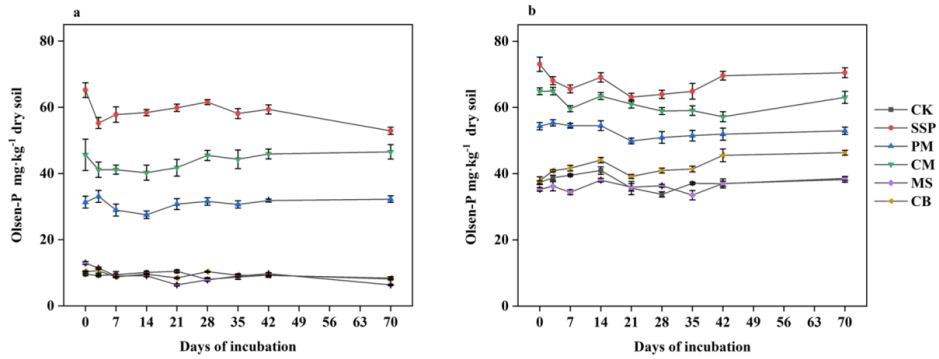 a
80
60
40
20
0
Olsen-P mg·kg⁻¹ dry soil
0 7 14 21 28 35 42 49 56 63 70
Days of incubation
b
80
60
40
20
0
Olsen-P mg·kg⁻¹ dry soil
0 7 14 21 28 35 42 49 56 63 70
Days of incubation
CK
SSP
PM
CM
MS
CB